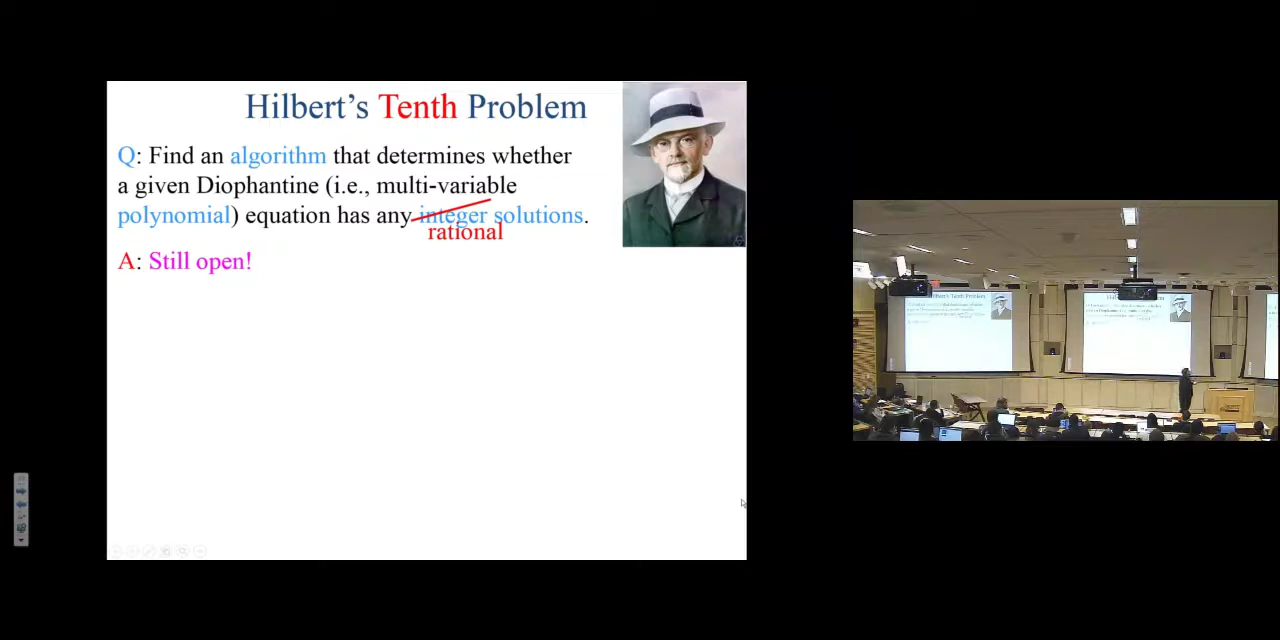 Hilbert's Tenth Problem
Q: Find an algorithm that determines whether
a given Diophantine (i.e., multi-variable
polynomial) equation has any integer solutions.
rational
A: Still open!